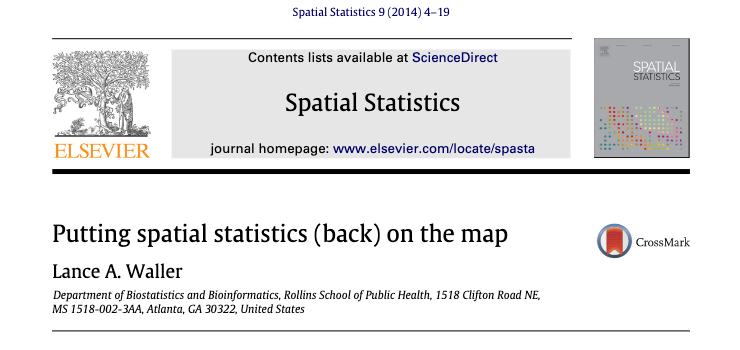 Spatial Statistics 9 (2014) 4–19
Contents lists available at ScienceDirect
Spatial Statistics
journal homepage: www.elsevier.com/locate/spasta
ELSEVIER
SPATIAL
STATISTICS
Putting spatial statistics (back) on the map
CrossMark
Lance A. Waller
Department of Biostatistics and Bioinformatics, Rollins School of Public Health, 1518 Clifton Road NE,
MS 1518-002-3AA, Atlanta, GA 30322, United States